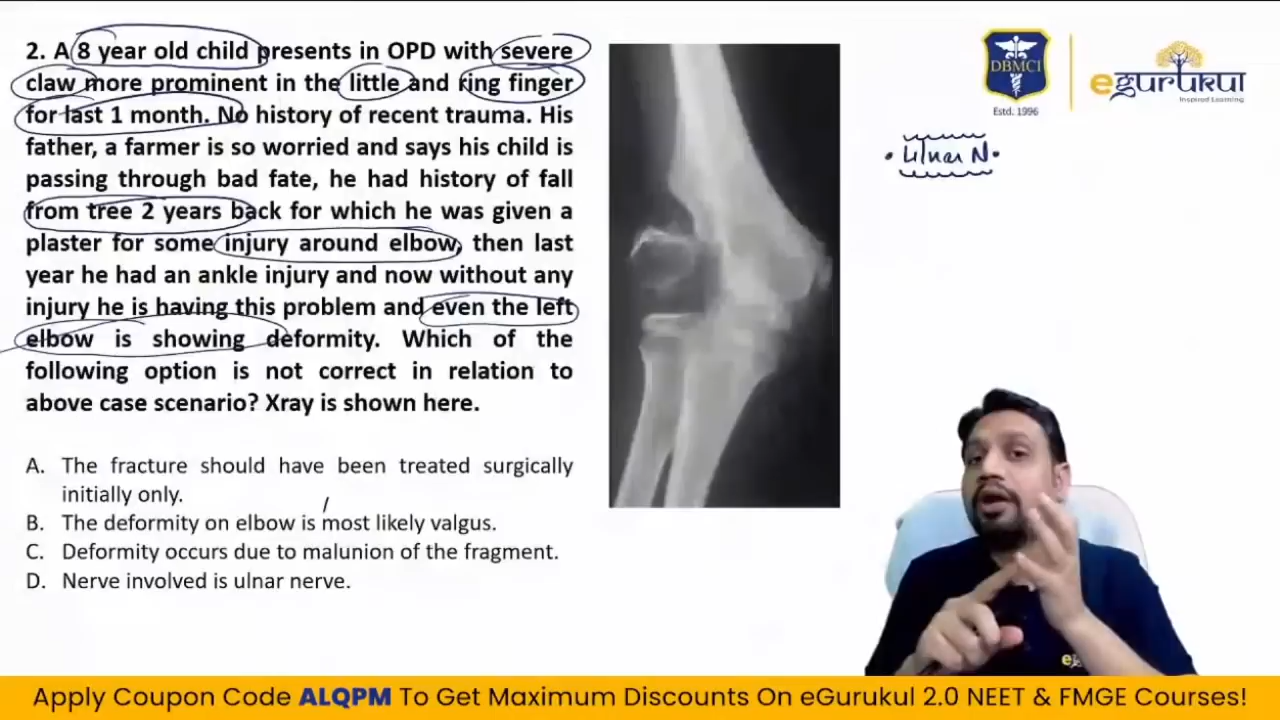 2. A 8 year old child presents in OPD with severe
claw more prominent in the little and ring finger
for last 1 month. No history of recent trauma. His
father, a farmer is so worried and says his child is
passing through bad fate, he had history of fall
from tree 2 years back for which he was given a
plaster for some injury around elbow, then last
year he had an ankle injury and now without any
injury he is having this problem and even the left
elbow is showing deformity. Which of the
following option is not correct in relation to
above case scenario? Xray is shown here.
A. The fracture should have been treated surgically
initially only.
B. The deformity on elbow is most likely valgus.
C. Deformity occurs due to malunion of the fragment.
D. Nerve involved is ulnar nerve.
DBMCI
Estd. 1996
egurukul
Inspired Learning
• Ulnar N•
Apply Coupon Code ALQPM To Get Maximum Discounts On eGurukul 2.0 NEET & FMGE Courses!